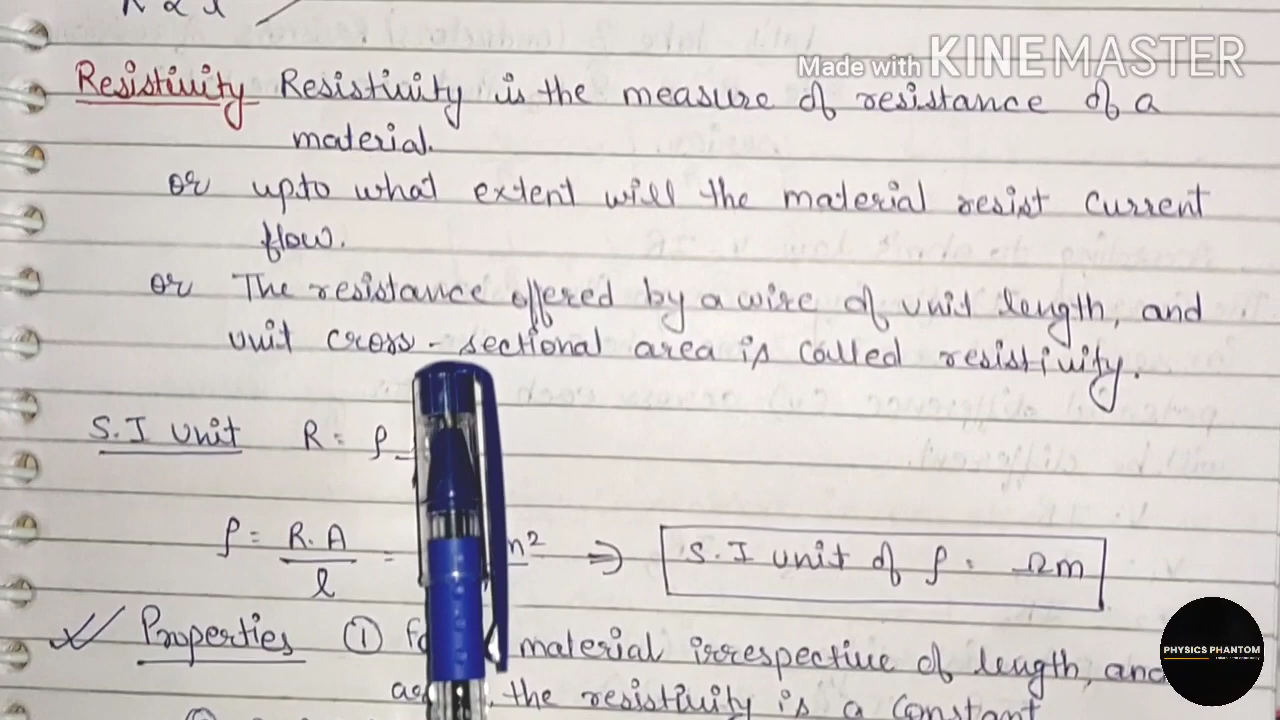 R ∝ l
Made with KINEMASTER
Resistivity Resistivity is the measure of resistance of a
material.
or upto what extent will the material resist current
flow.
or The resistance offered by a wire of unit length, and
unit cross-sectional area is called resistivity.
S.I unit R = ρ
ρ = R.A / l = m² ⇒ S.I unit of ρ = Ωm
Properties ① material irrespective of length, and
the resistivity is a constant
PHYSICS PHANTOM